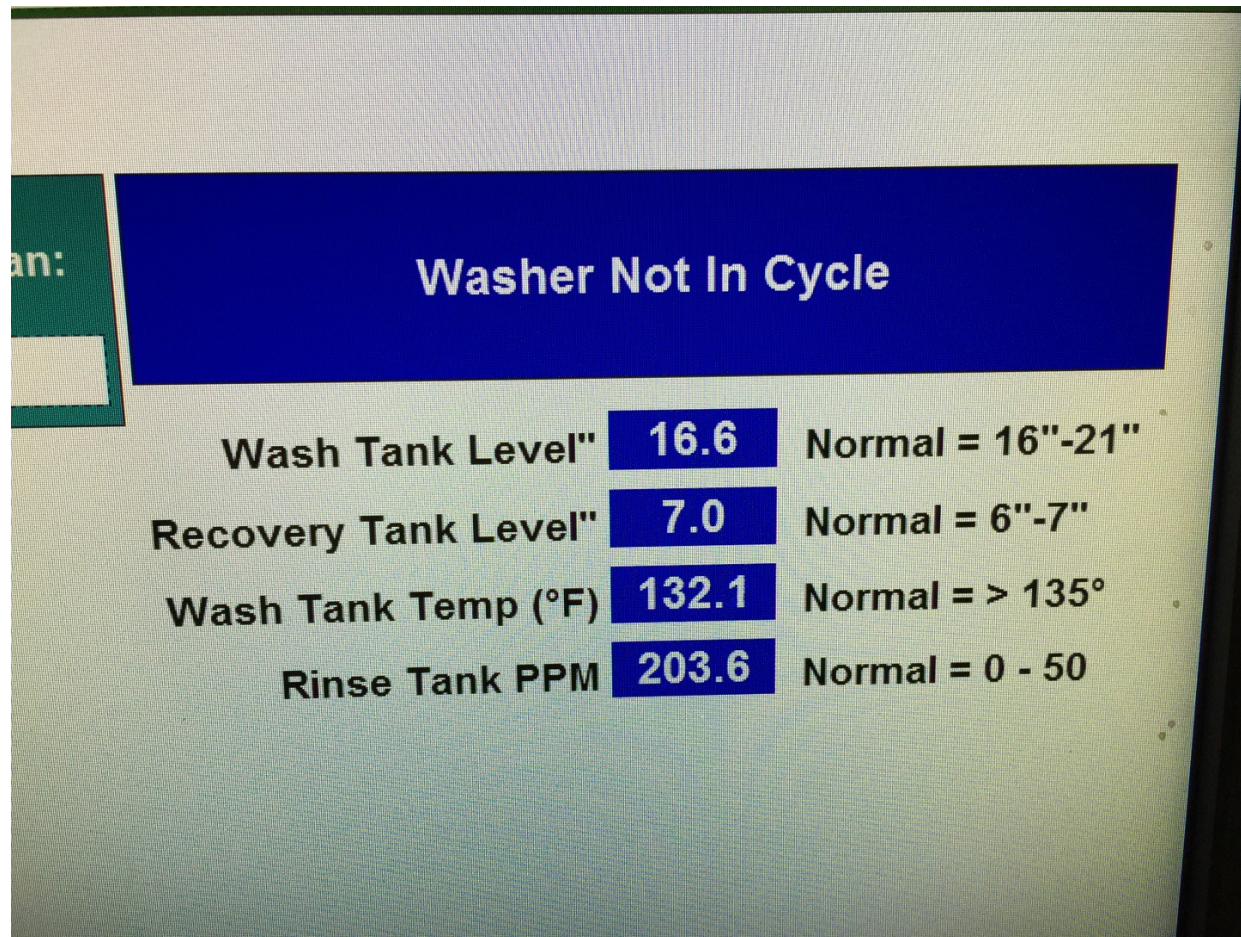 an:
Washer Not In Cycle
Wash Tank Level" 16.6 Normal = 16"-21"
Recovery Tank Level" 7.0 Normal = 6"-7"
Wash Tank Temp (°F) 132.1 Normal = > 135°
Rinse Tank PPM 203.6 Normal = 0 - 50